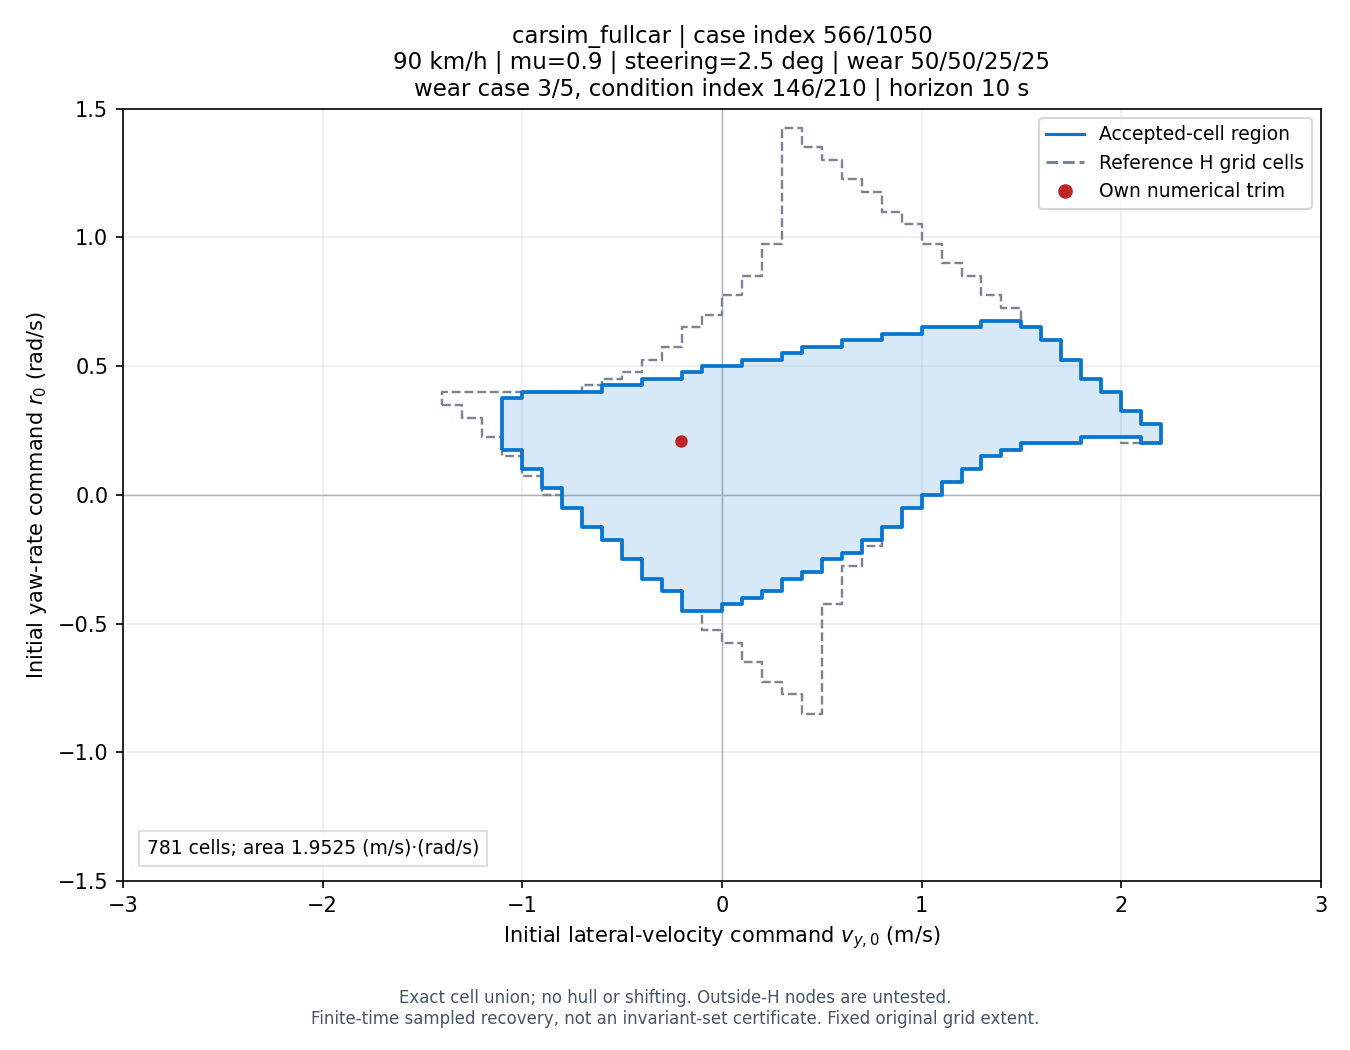 carsim_fullcar | case index 566/1050
90 km/h | mu=0.9 | steering=2.5 deg | wear 50/50/25/25
wear case 3/5, condition index 146/210 | horizon 10 s
Accepted-cell region
Reference H grid cells
Own numerical trim
1.5
1.0
0.5
0.0
−0.5
−1.0
−1.5
Initial yaw-rate command r0 (rad/s)
781 cells; area 1.9525 (m/s)·(rad/s)
−3
−2
−1
0
1
2
3
Initial lateral-velocity command vy,0 (m/s)
Exact cell union; no hull or shifting. Outside-H nodes are untested.
Finite-time sampled recovery, not an invariant-set certificate. Fixed original grid extent.